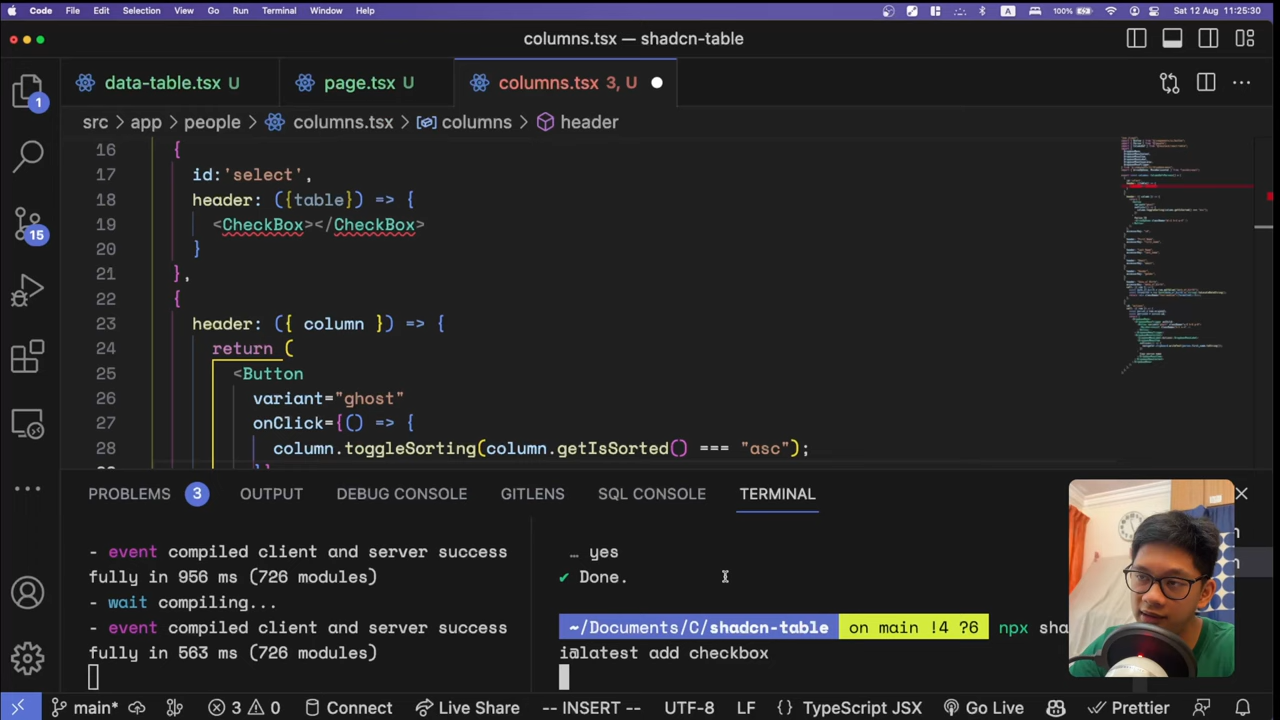 Code File Edit Selection View Go Run Terminal Window Help 100% Sat 12 Aug 11:25:30
columns.tsx — shadcn-table
data-table.tsx U page.tsx U columns.tsx 3, U
src > app > people > columns.tsx > columns > header
16 {
17 id:'select',
18 header: ({table}) => {
19 <CheckBox></CheckBox>
20 }
21 },
22 {
23 header: ({ column }) => {
24 return (
25 <Button
26 variant="ghost"
27 onClick={() => {
28 column.toggleSorting(column.getIsSorted() === "asc");
PROBLEMS 3 OUTPUT DEBUG CONSOLE GITLENS SQL CONSOLE TERMINAL
- event compiled client and server success
fully in 956 ms (726 modules)
- wait compiling...
- event compiled client and server success
fully in 563 ms (726 modules)
… yes
✔ Done.
~/Documents/C/shadcn-table on main !4 ?6 npx sha
i@latest add checkbox
main* 3 0 Connect Live Share -- INSERT -- UTF-8 LF {} TypeScript JSX Go Live Prettier
1
15